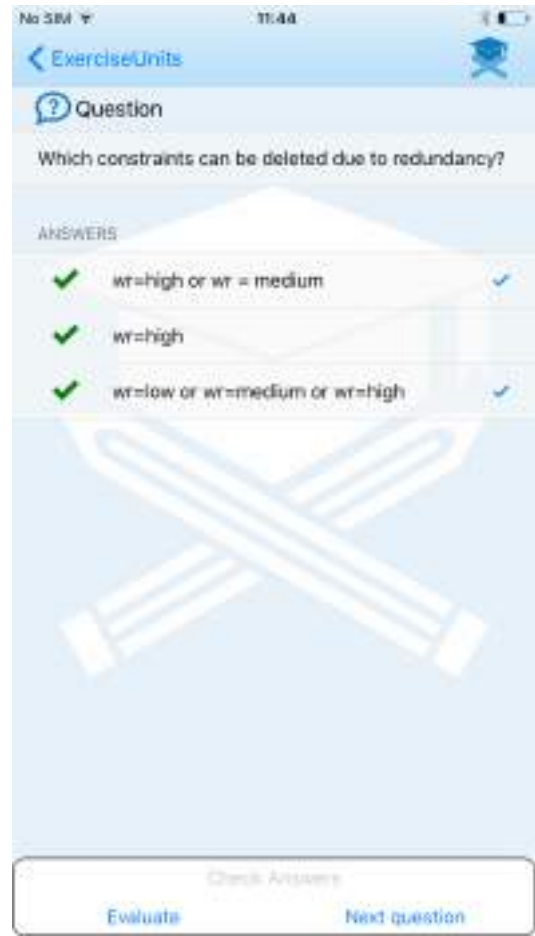 No SIM 11:44
ExerciseUnits
? Question
Which constraints can be deleted due to redundancy?
ANSWERS
wr=high or wr = medium
wr=high
wr=low or wr=medium or wr=high
Check Answers
Evaluate Next question